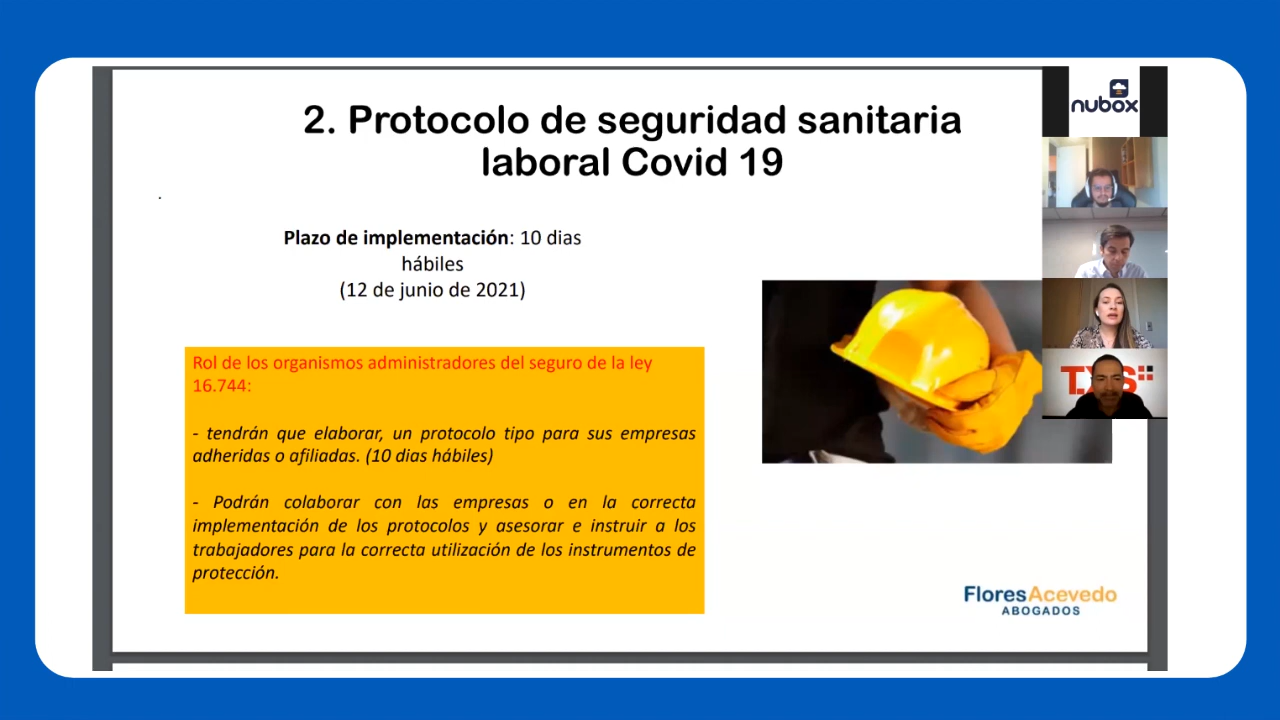 2. Protocolo de seguridad sanitaria
laboral Covid 19
nubox
.
Plazo de implementación: 10 dias
hábiles
(12 de junio de 2021)
Rol de los organismos administradores del seguro de la ley
16.744:
- tendrán que elaborar, un protocolo tipo para sus empresas
adheridas o afiliadas. (10 dias hábiles)
- Podrán colaborar con las empresas o en la correcta
implementación de los protocolos y asesorar e instruir a los
trabajadores para la correcta utilización de los instrumentos de
protección.
FloresAcevedo
ABOGADOS